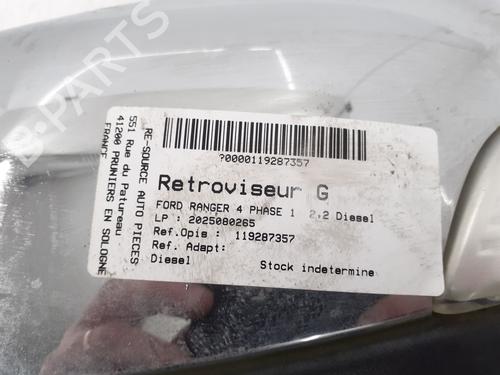 ?0000119287357
Retroviseur G
FORD RANGER 4 PHASE 1 2.2 Diesel
LP : 2025080265
Ref.Opis : 119287357
Ref. Adapt:
Diesel
Stock indetermine
RE-SOURCE AUTO PIECES
551 Rue du Patureau
41200 PRUNIERS EN SOLOGNE
FRANCE
B-PARTS